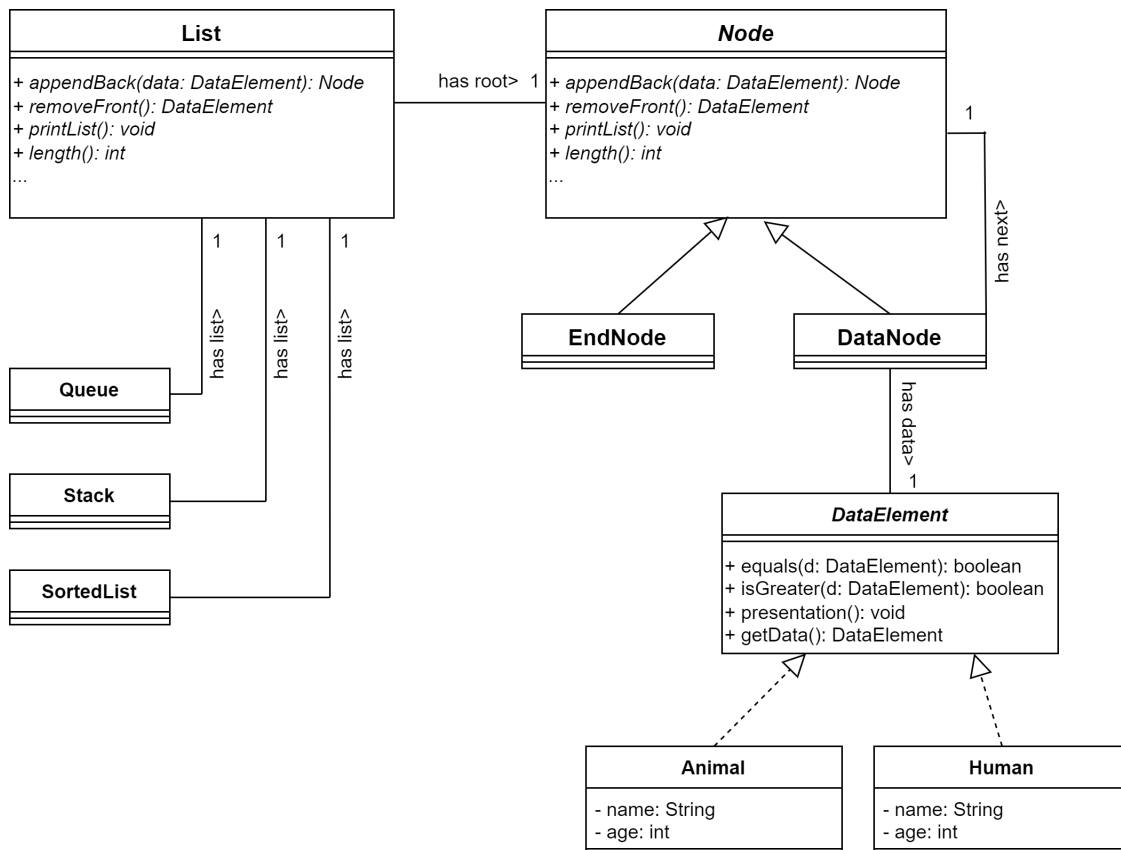 List
+ appendBack(data: DataElement): Node
+ removeFront(): DataElement
+ printList(): void
+ length(): int
...
has root> 1
Node
+ appendBack(data: DataElement): Node
+ removeFront(): DataElement
+ printList(): void
+ length(): int
...
1
has next>
1
1
1
has list>
has list>
has list>
EndNode
DataNode
Queue
Stack
SortedList
has data>
1
DataElement
+ equals(d: DataElement): boolean
+ isGreater(d: DataElement): boolean
+ presentation(): void
+ getData(): DataElement
Animal
- name: String
- age: int
Human
- name: String
- age: int